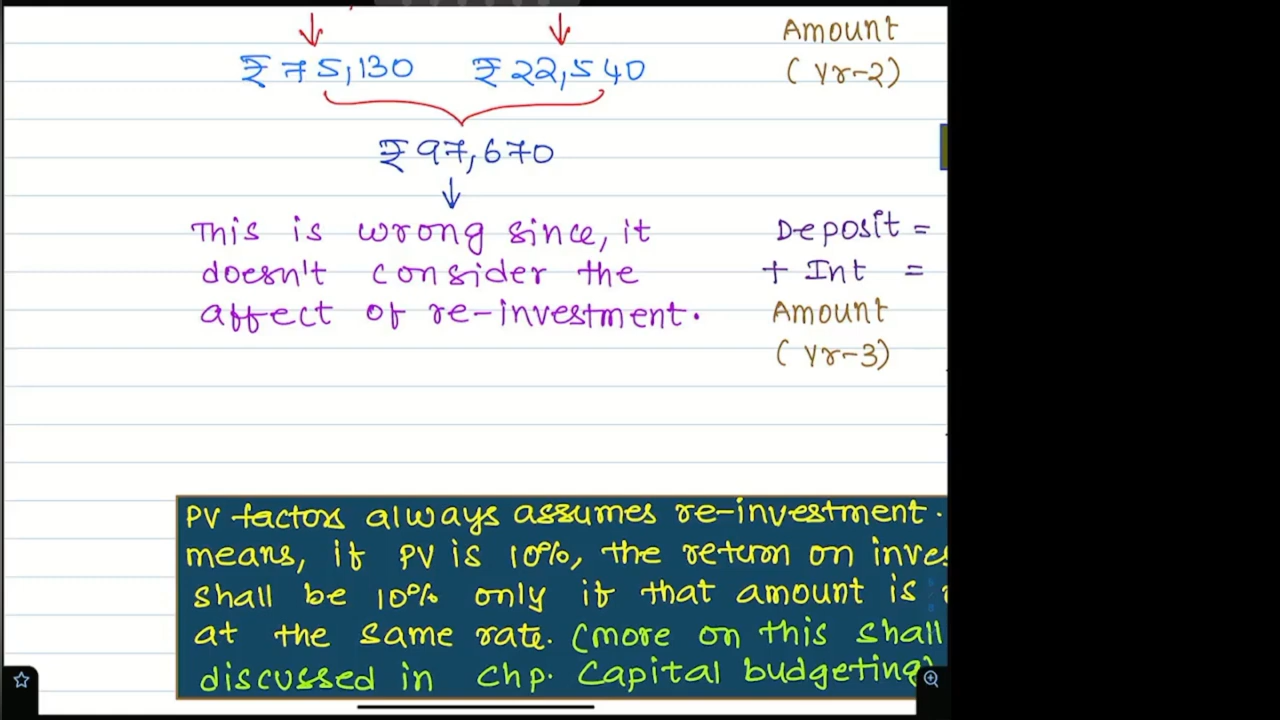 Amount
(Yr-2)
₹75,130 ₹22,540
₹97,670
This is wrong since, it
doesn't consider the
affect of re-investment.
Deposit =
+ Int =
Amount
(Yr-3)
PV factors always assumes re-investment.
means, if PV is 10%, the return on
shall be 10% only if that amount is
at the same rate. (more on this shall
discussed in Chp. Capital budgeting)